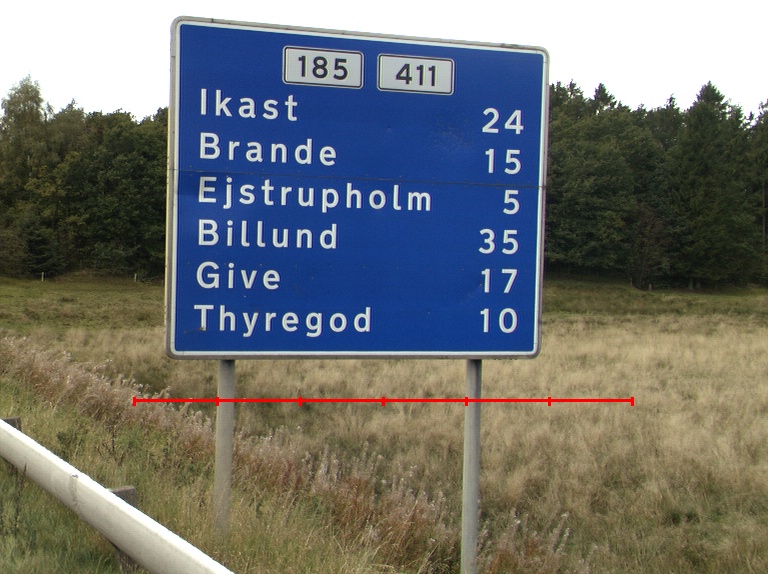 185 411
Ikast 24
Brande 15
Ejstrupholm 5
Billund 35
Give 17
Thyregod 10